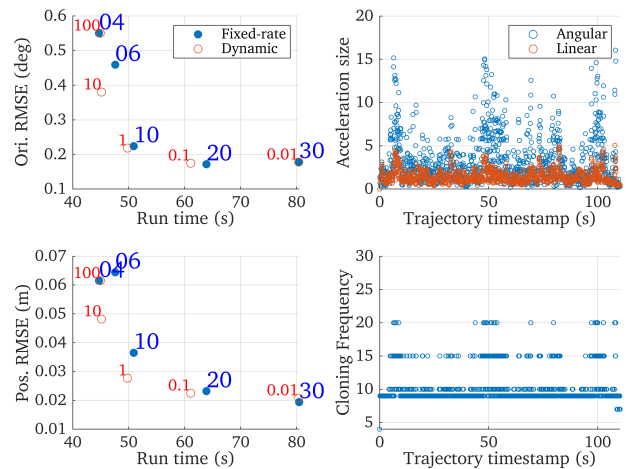 0.6
0.5
0.4
0.3
0.2
0.1
Ori. RMSE (deg)
100 04
06
10
1 10
0.1 20
0.01 30
Fixed-rate
Dynamic
40 50 60 70 80
Run time (s)
20
15
10
5
0
Acceleration size
Angular
Linear
0 50 100
Trajectory timestamp (s)
0.07
0.06
0.05
0.04
0.03
0.02
0.01
Pos. RMSE (m)
100 04 06
10
10
1
0.1 20
0.01 30
40 50 60 70 80
Run time (s)
30
25
20
15
10
5
Cloning Frequency
0 50 100
Trajectory timestamp (s)